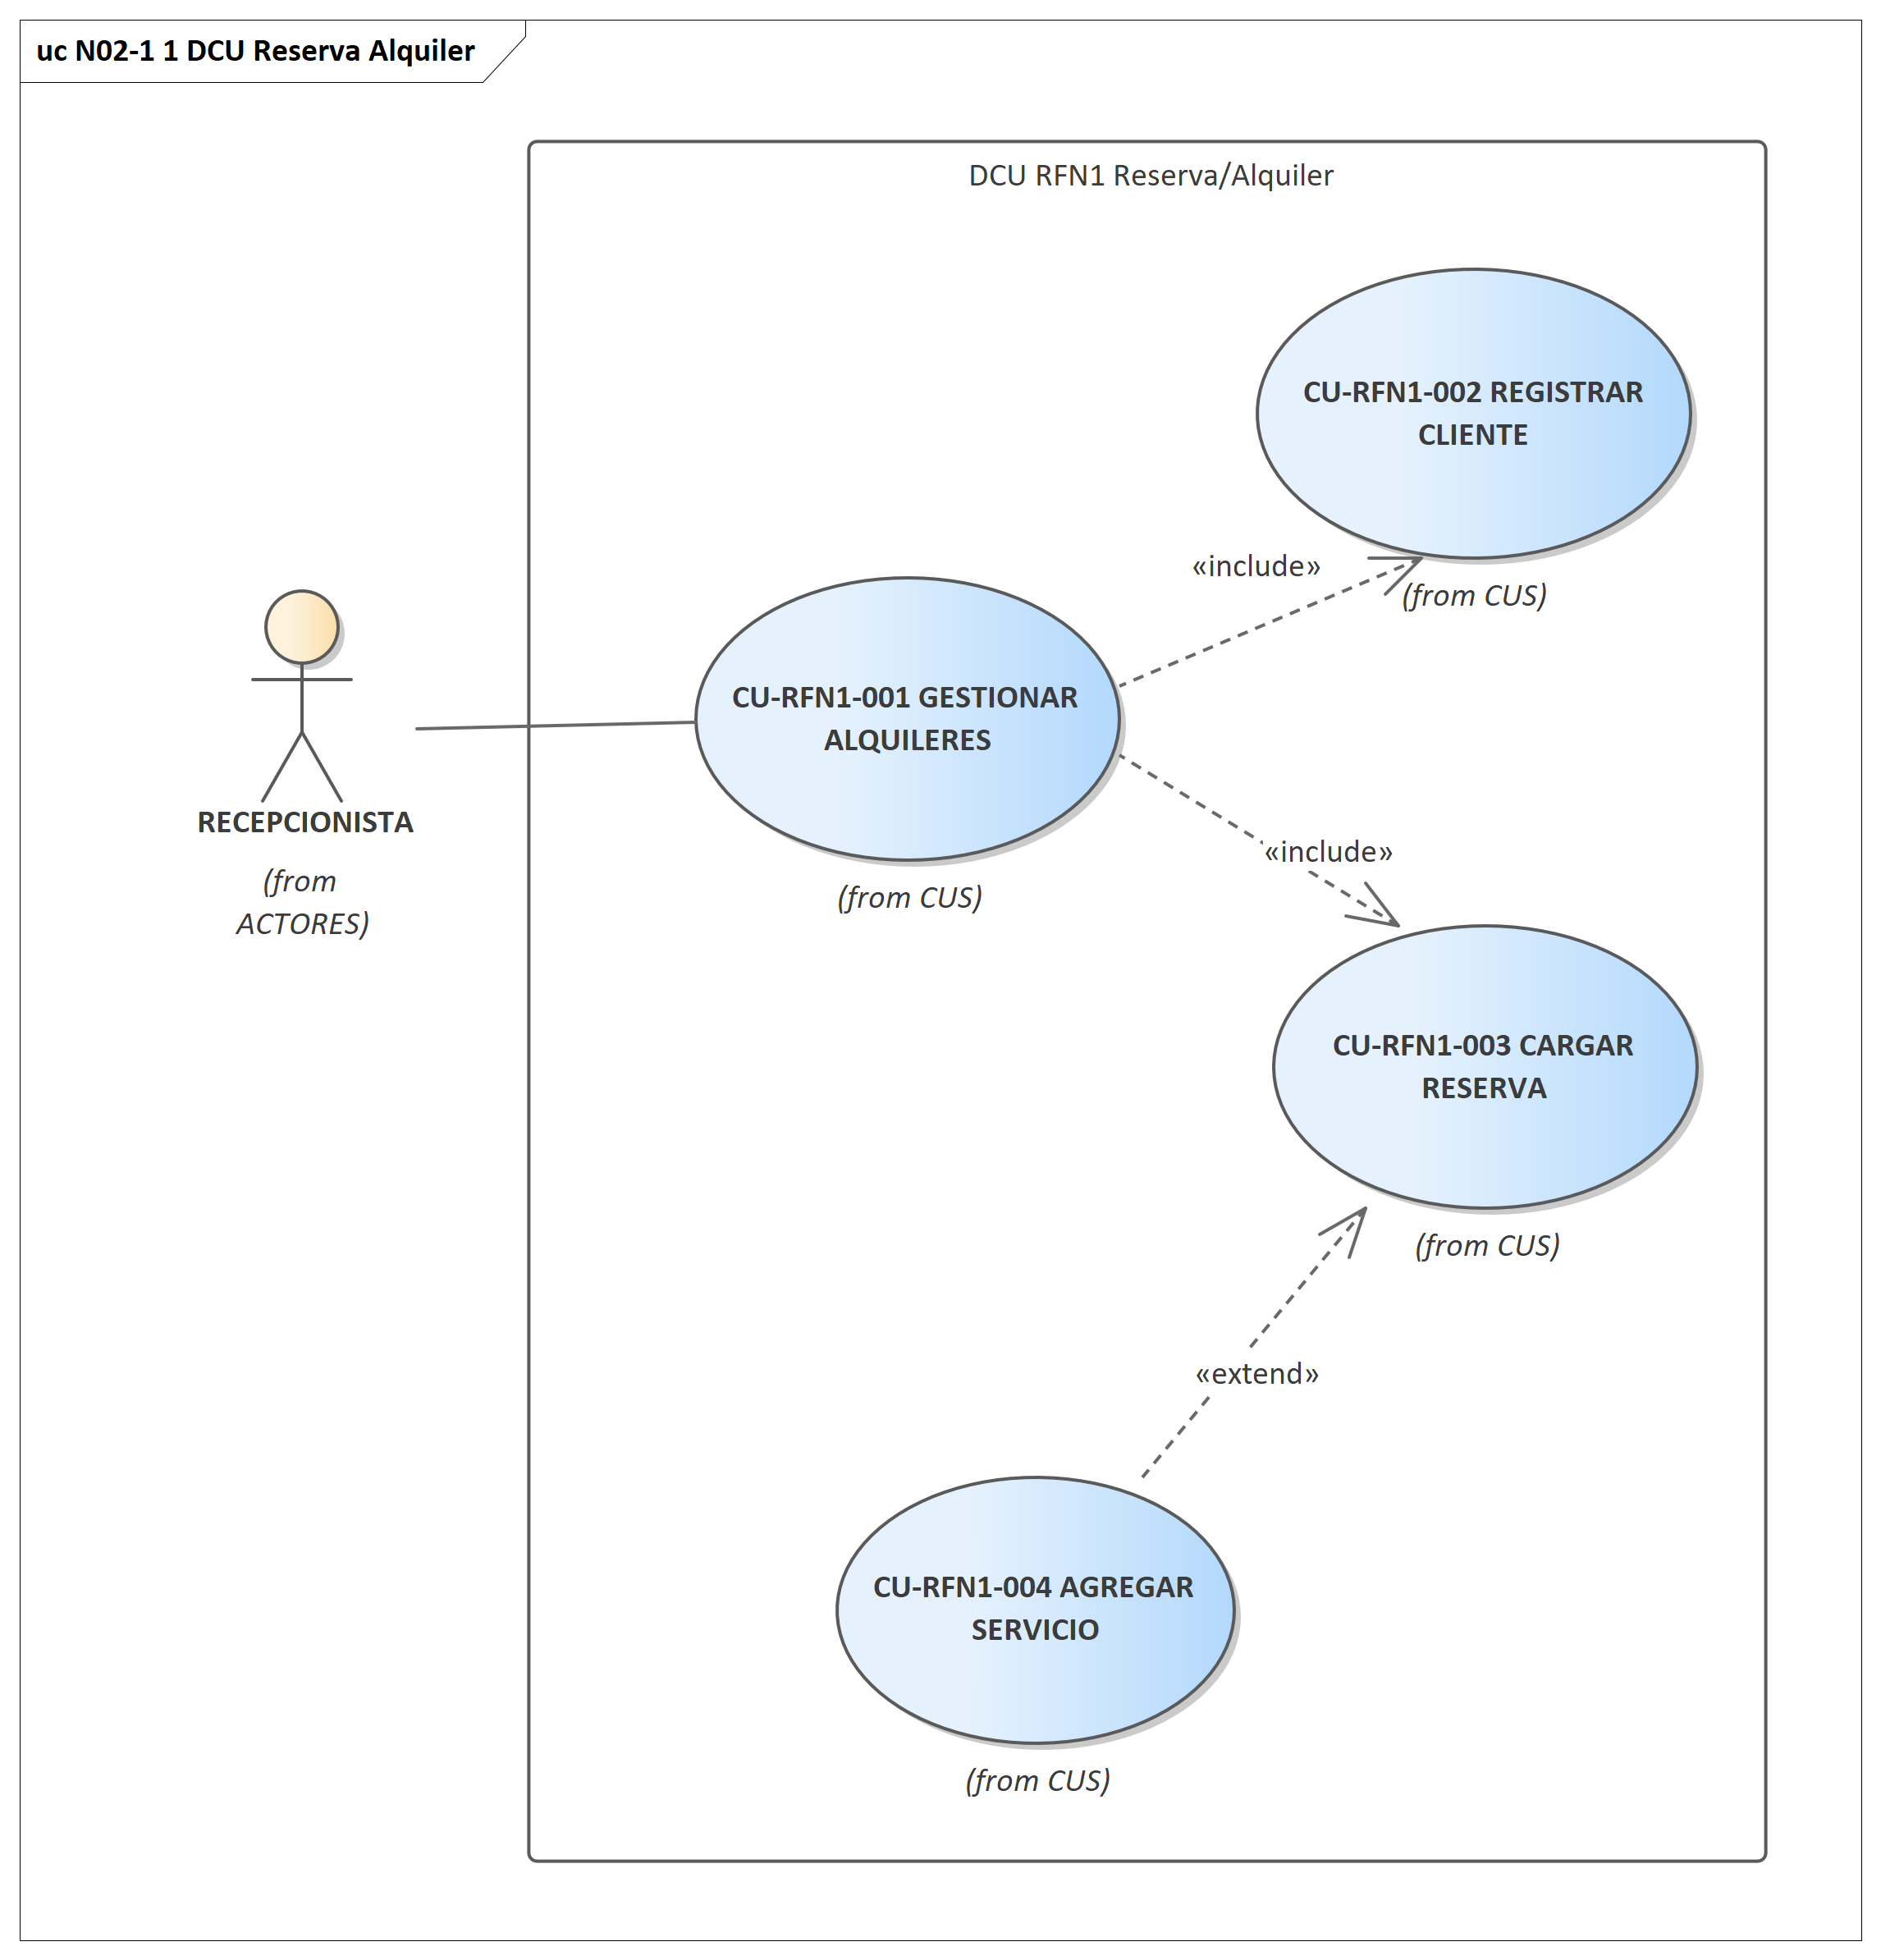 uc N02-1 1 DCU Reserva Alquiler
DCU RFN1 Reserva/Alquiler
CU-RFN1-002 REGISTRAR
CLIENTE
«include»
(from CUS)
CU-RFN1-001 GESTIONAR
ALQUILERES
(from CUS)
RECEPCIONISTA
(from
ACTORES)
«include»
CU-RFN1-003 CARGAR
RESERVA
(from CUS)
«extend»
CU-RFN1-004 AGREGAR
SERVICIO
(from CUS)